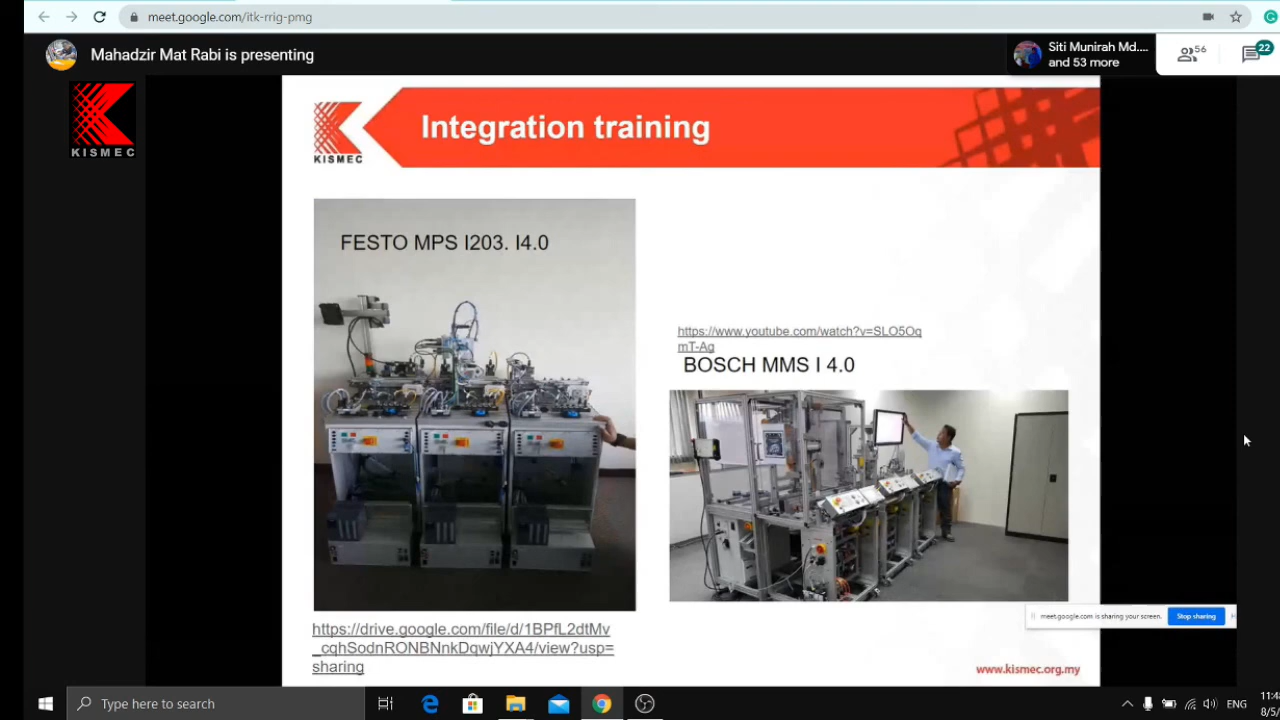 meet.google.com/itk-rrig-pmg
Mahadzir Mat Rabi is presenting
Siti Munirah Md....
and 53 more
56
22
KISMEC
KISMEC
Integration training
FESTO MPS I203. I4.0
https://www.youtube.com/watch?v=SLO5Oq
mT-Ag
BOSCH MMS I 4.0
https://drive.google.com/file/d/1BPfL2dtMv
_cqhSodnRONBNnkDqwjYXA4/view?usp=
sharing
meet.google.com is sharing your screen.
Stop sharing
www.kismec.org.my
Type here to search
ENG
11:48
8/5/